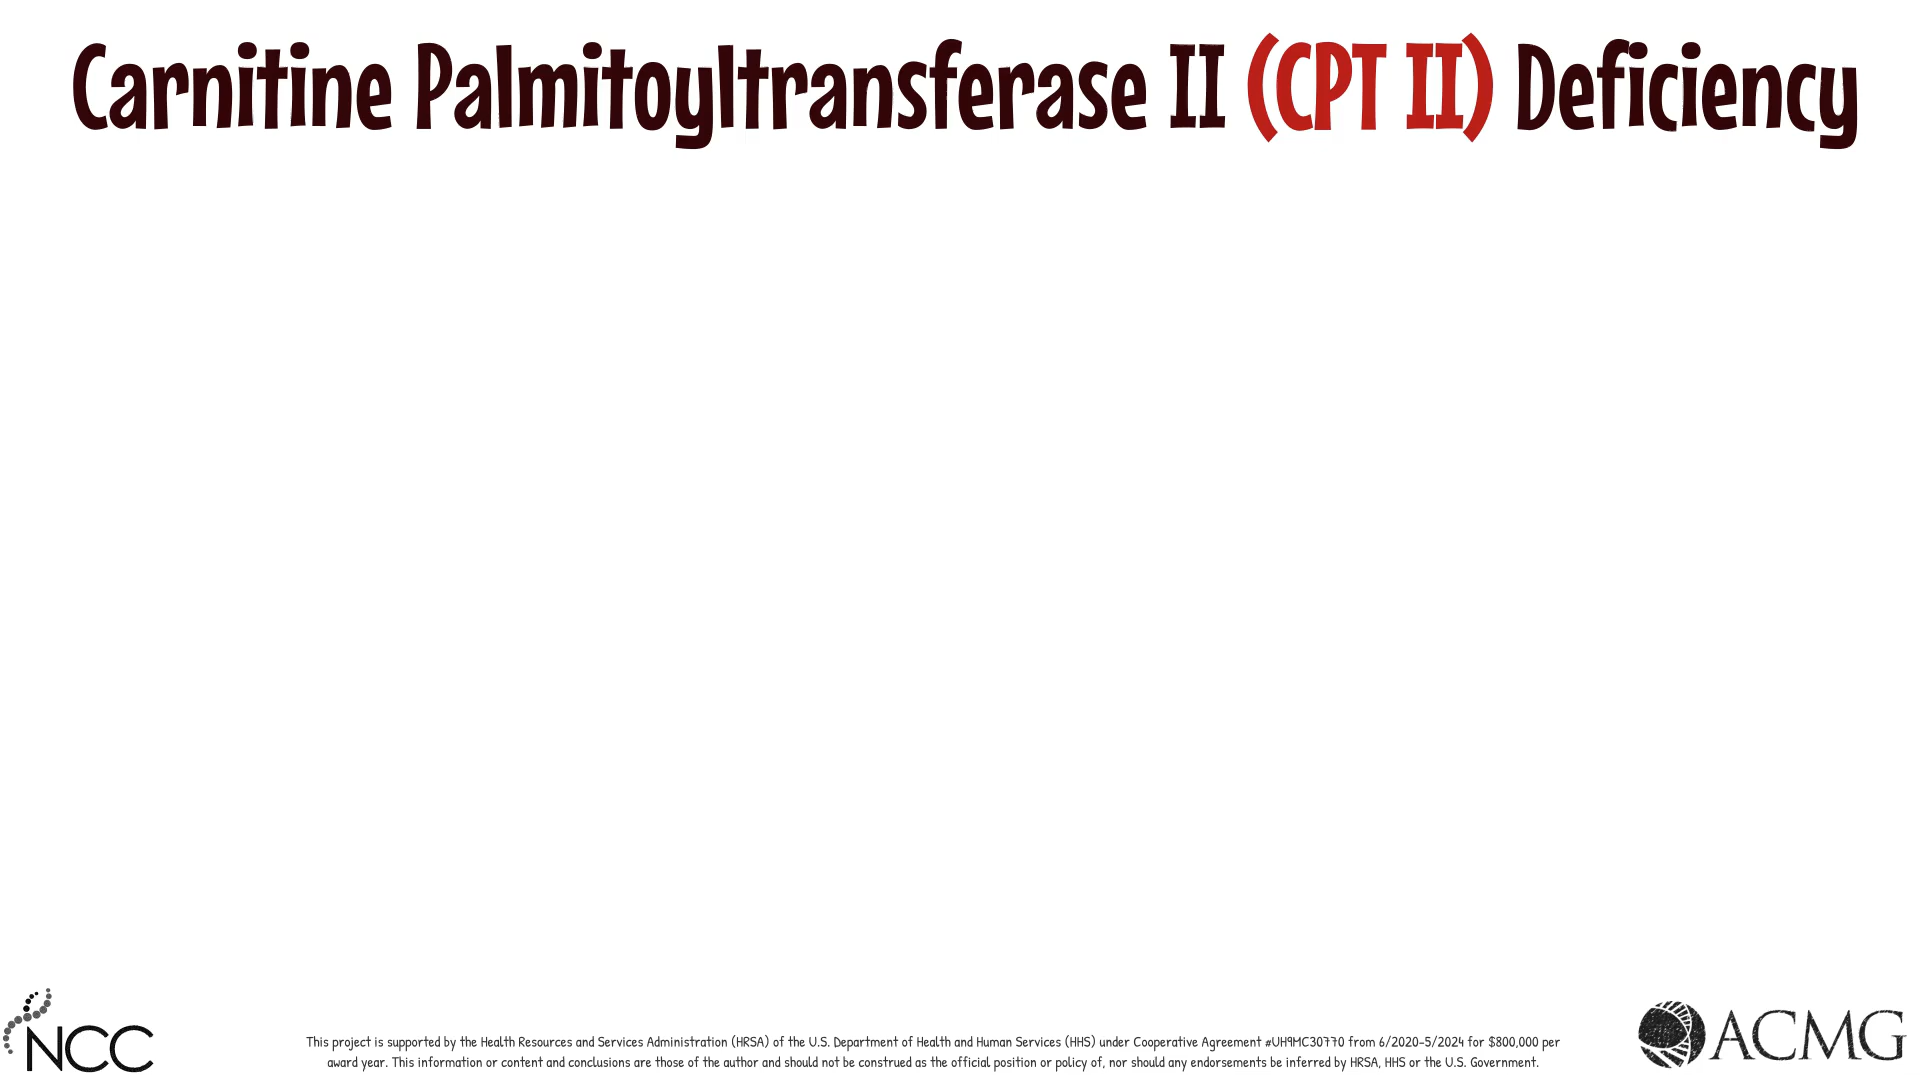 Carnitine Palmitoyltransferase II (CPT II) Deficiency
NCC
This project is supported by the Health Resources and Services Administration (HRSA) of the U.S. Department of Health and Human Services (HHS) under Cooperative Agreement #UH9MC30770 from 6/2020-5/2024 for $800,000 per
award year. This information or content and conclusions are those of the author and should not be construed as the official position or policy of, nor should any endorsements be inferred by HRSA, HHS or the U.S. Government.
ACMG